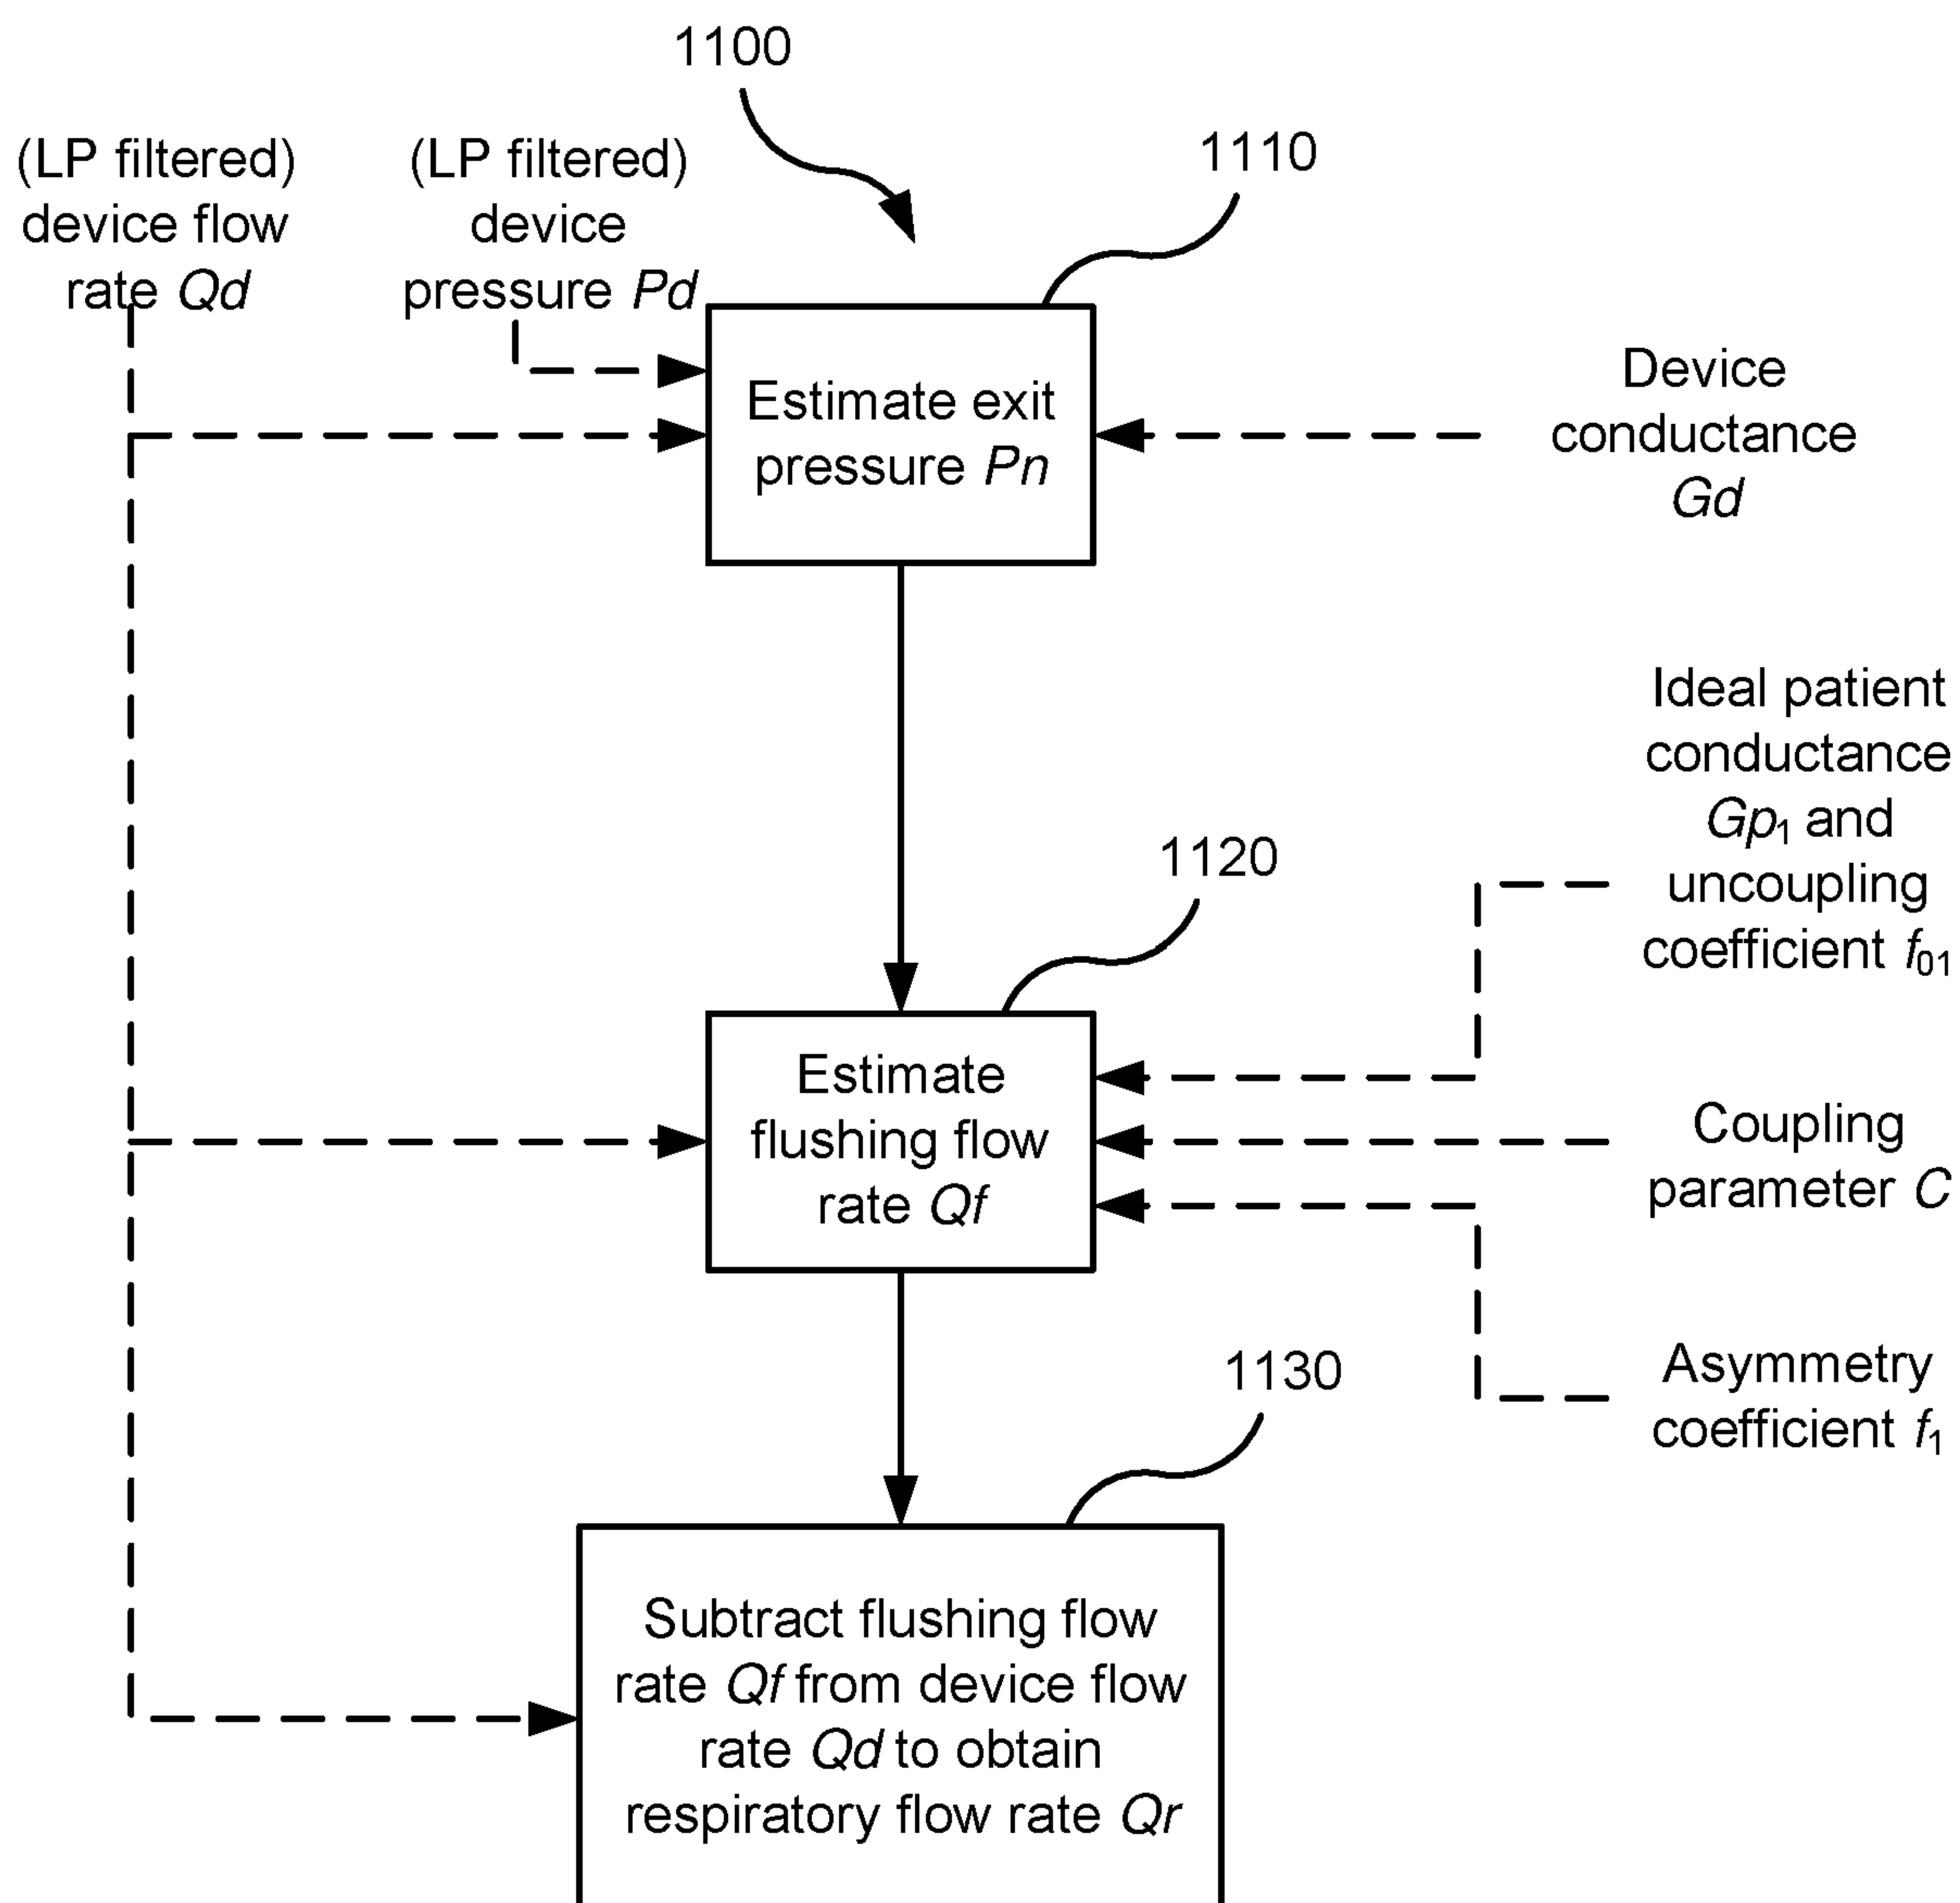 1100
(LP filtered)
device flow
rate Qd
(LP filtered)
device
pressure Pd
1110
Estimate exit
pressure Pn
Device
conductance
Gd
Ideal patient
conductance
Gp₁ and
uncoupling
coefficient f₀₁
1120
Estimate
flushing flow
rate Qf
Coupling
parameter C
Asymmetry
coefficient f₁
1130
Subtract flushing flow
rate Qf from device flow
rate Qd to obtain
respiratory flow rate Qr